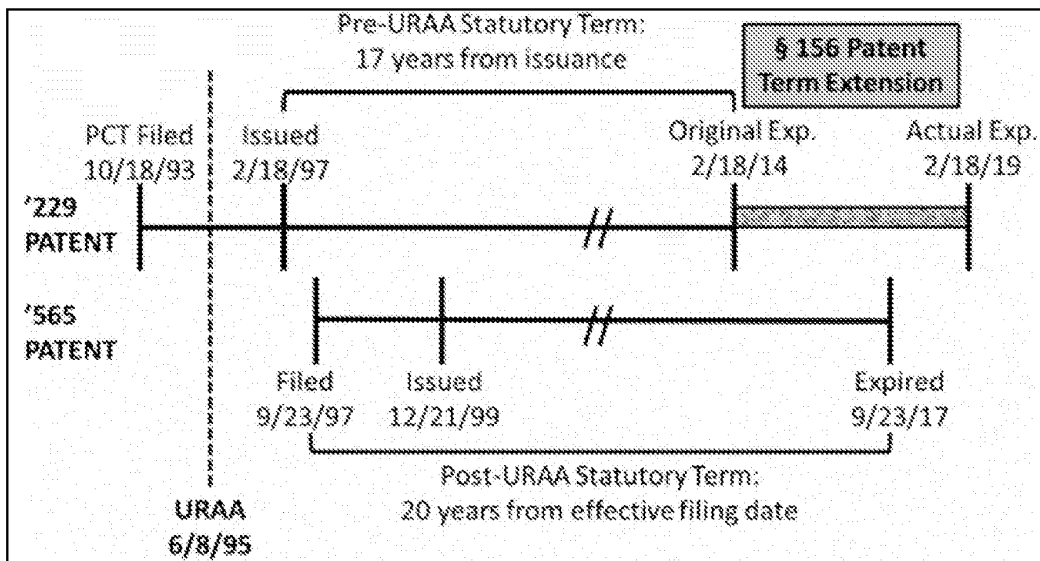 Pre-URAA Statutory Term:
17 years from issuance
§ 156 Patent
Term Extension
PCT Filed
10/18/93
Issued
2/18/97
Original Exp.
2/18/14
Actual Exp.
2/18/19
'229
PATENT
'565
PATENT
Filed
9/23/97
Issued
12/21/99
Expired
9/23/17
Post-URAA Statutory Term:
20 years from effective filing date
URAA
6/8/95